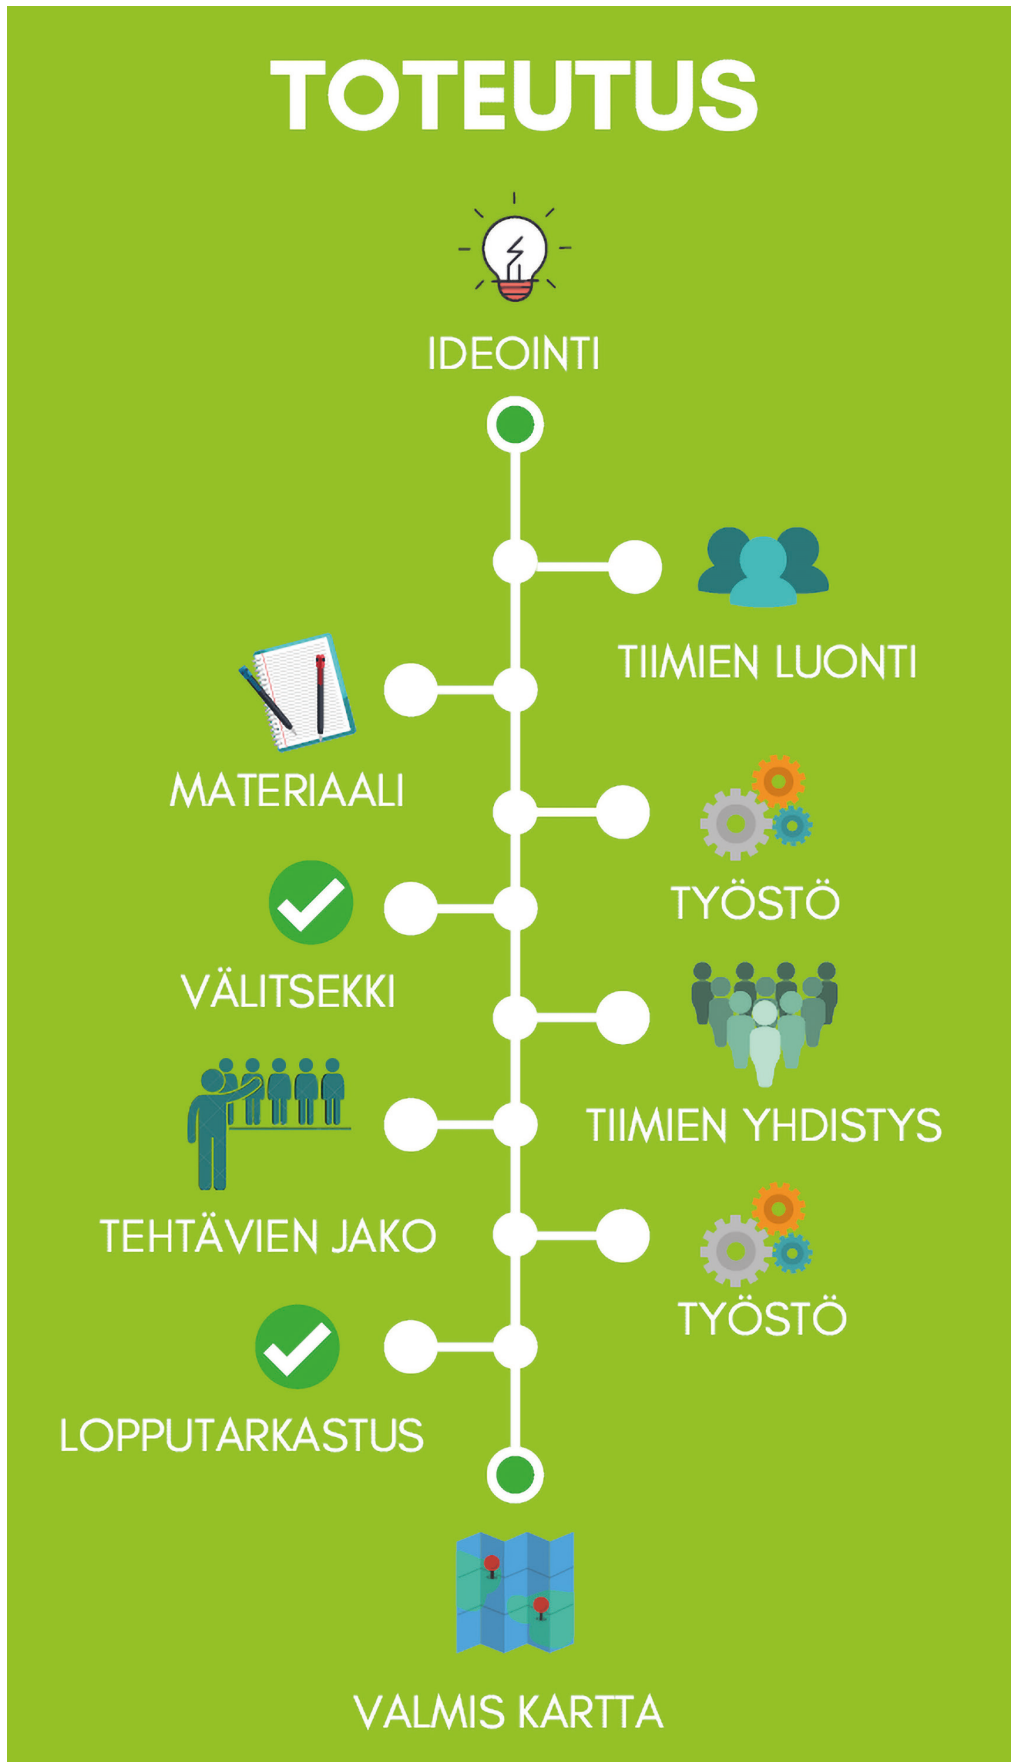 TOTEUTUS
IDEOINTI
TIIMIEN LUONTI
MATERIAALI
TYÖSTÖ
VÄLITSEKKI
TIIMIEN YHDISTYS
TEHTÄVIEN JAKO
TYÖSTÖ
LOPPUTARKASTUS
VALMIS KARTTA